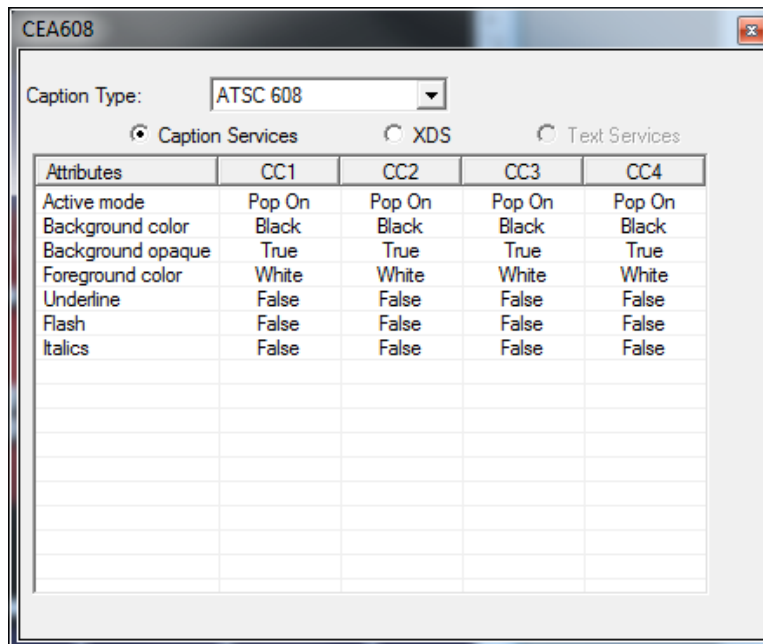 CEA608
Caption Type: ATSC 608
Caption Services XDS Text Services
Attributes CC1 CC2 CC3 CC4
Active mode Pop On Pop On Pop On Pop On
Background color Black Black Black Black
Background opaque True True True True
Foreground color White White White White
Underline False False False False
Flash False False False False
Italics False False False False